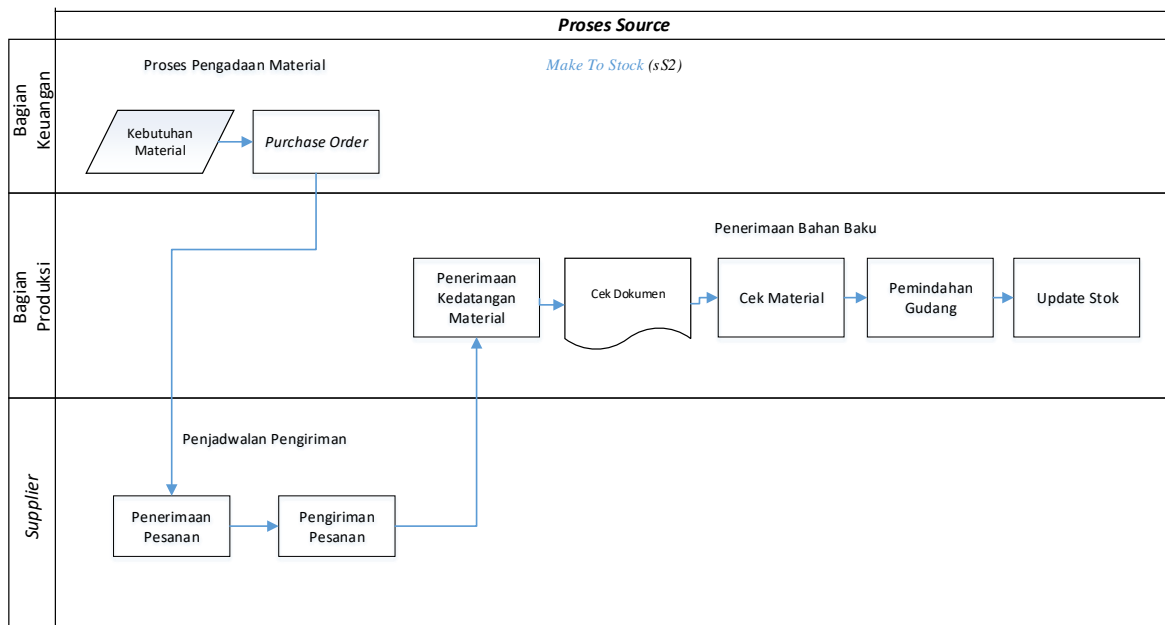 Proses Source
Bagian
Keuangan
Proses Pengadaan Material
Make To Stock (sS2)
Kebutuhan
Material
Purchase Order
Bagian
Produksi
Penerimaan Bahan Baku
Penerimaan
Kedatangan
Material
Cek Dokumen
Cek Material
Pemindahan
Gudang
Update Stok
Supplier
Penjadwalan Pengiriman
Penerimaan
Pesanan
Pengiriman
Pesanan